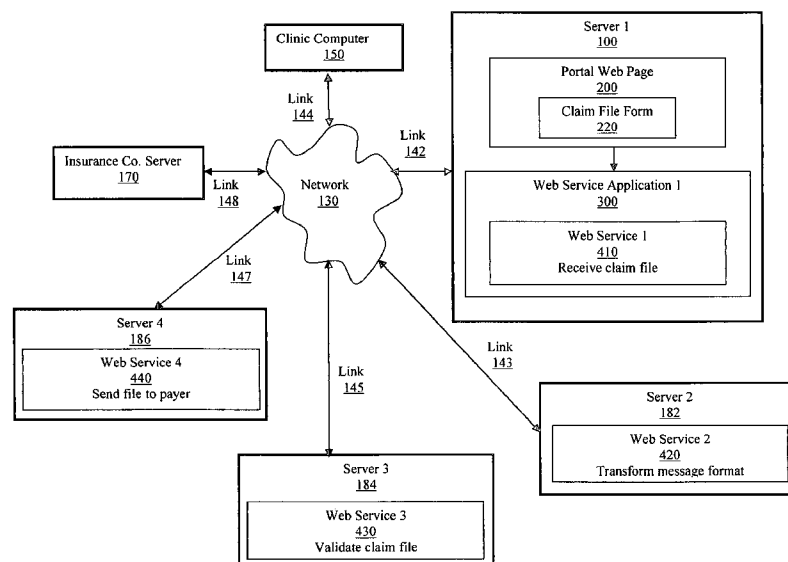 Server 1
100
Clinic Computer
150
Portal Web Page
200
Claim File Form
220
Link
144
Link
142
Insurance Co. Server
170
Link
148
Network
130
Web Service Application 1
300
Web Service 1
410
Receive claim file
Link
147
Server 4
186
Web Service 4
440
Send file to payer
Link
145
Link
143
Server 2
182
Web Service 2
420
Transform message format
Server 3
184
Web Service 3
430
Validate claim file